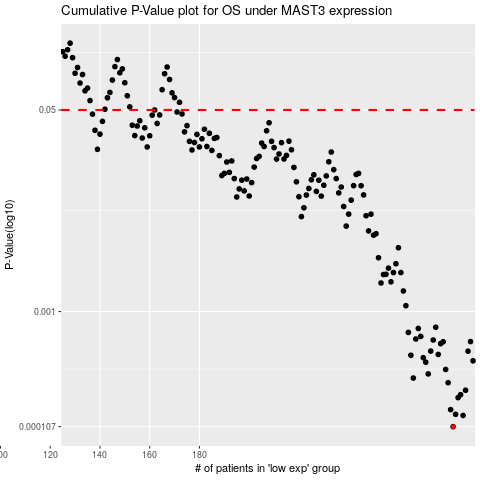 Cumulative P-Value plot for OS under MAST3 expression
P-Value(log10)
0.05
0.001
0.000107
00 120 140 160 180
# of patients in 'low exp' group